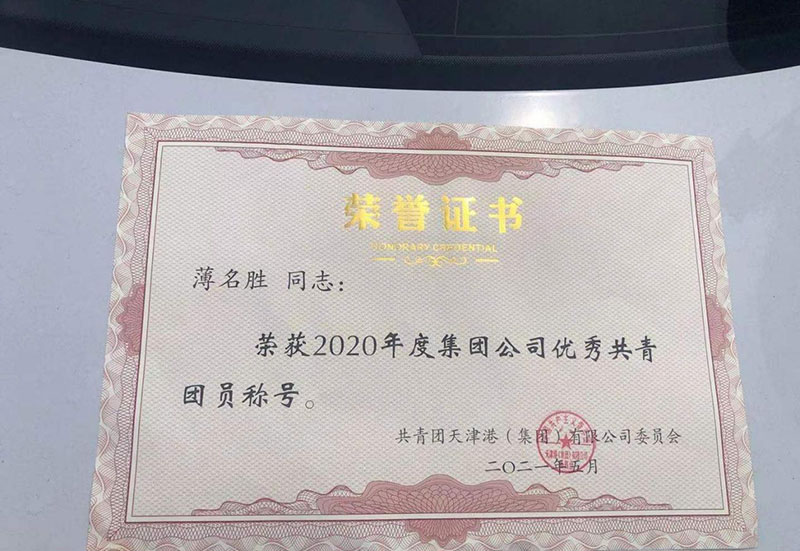 荣誉证书
HONORARY CREDENTIAL
薄名胜 同志：
荣获2020年度集团公司优秀共青
团员称号。
共青团天津港（集团）有限公司委员会
二〇二一年五月